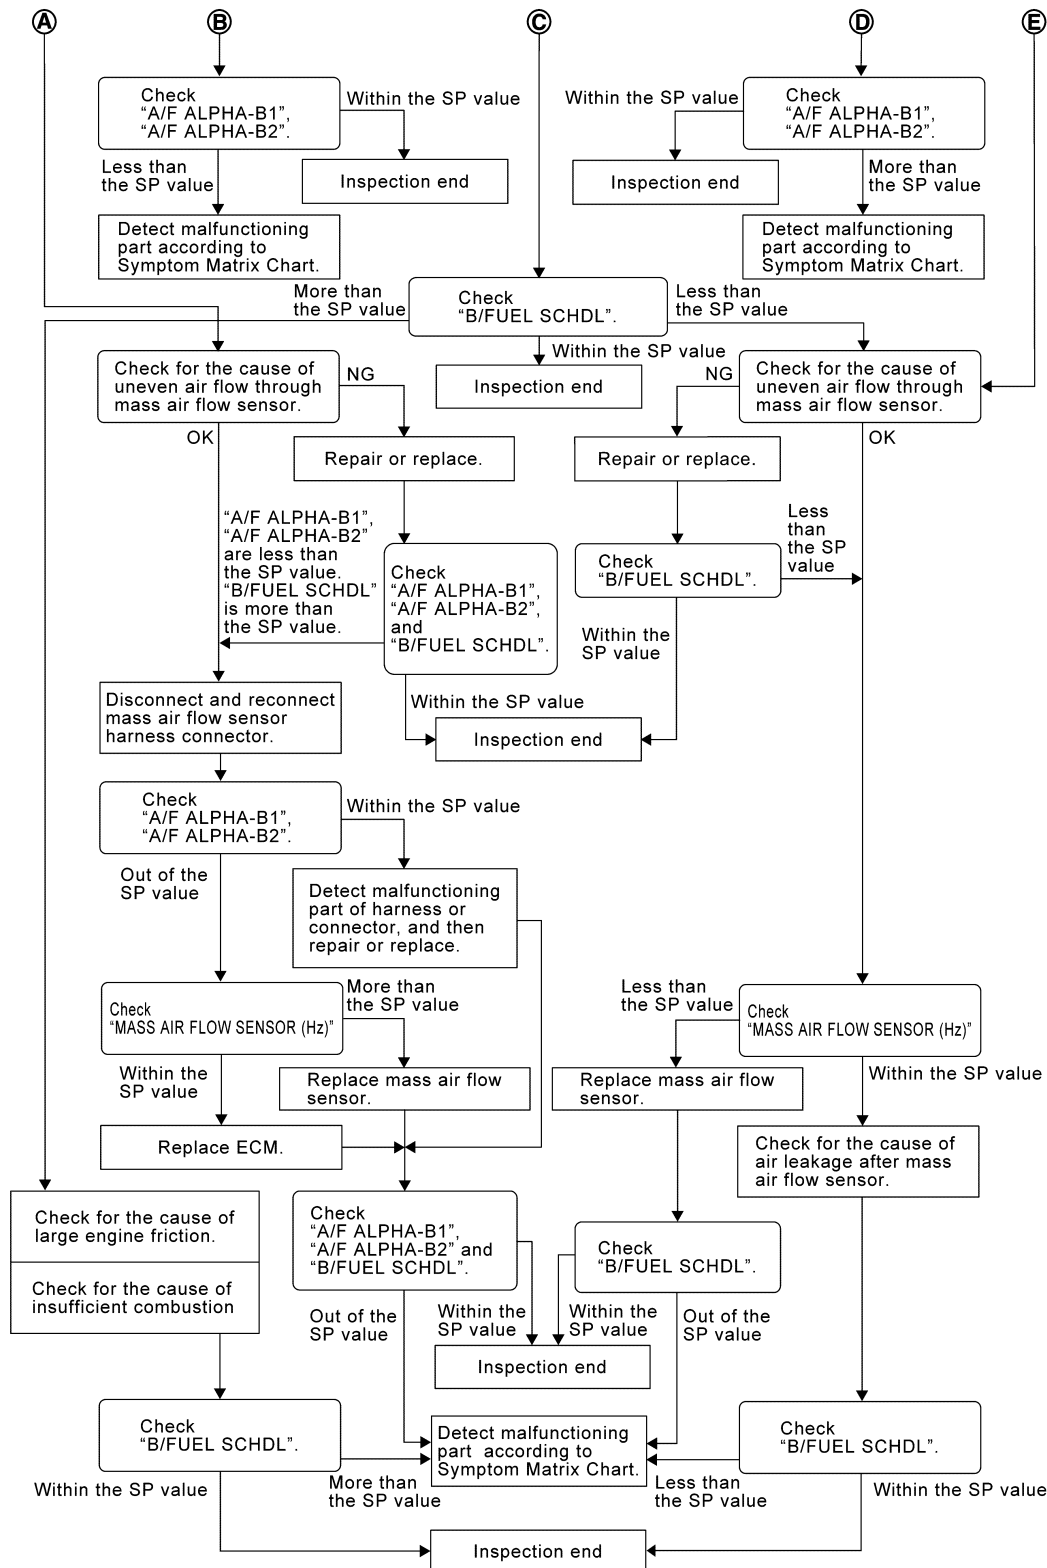 A
B
C
D
E
Check
“A/F ALPHA-B1”,
“A/F ALPHA-B2”.
Within the SP value
Within the SP value
Check
“A/F ALPHA-B1”,
“A/F ALPHA-B2”.
Less than
the SP value
Inspection end
Inspection end
More than
the SP value
Detect malfunctioning
part according to
Symptom Matrix Chart.
Detect malfunctioning
part according to
Symptom Matrix Chart.
More than
the SP value
Check
“B/FUEL SCHDL”.
Less than
the SP value
Within the SP value
Check for the cause of
uneven air flow through
mass air flow sensor.
NG
Inspection end
NG
Check for the cause of
uneven air flow through
mass air flow sensor.
OK
OK
Repair or replace.
Repair or replace.
“A/F ALPHA-B1”,
“A/F ALPHA-B2”
are less than
the SP value.
“B/FUEL SCHDL”
is more than
the SP value.
Check
“A/F ALPHA-B1”,
“A/F ALPHA-B2”,
and
“B/FUEL SCHDL”.
Check
“B/FUEL SCHDL”.
Less
than
the SP
value
Within the
SP value
Disconnect and reconnect
mass air flow sensor
harness connector.
Within the SP value
Inspection end
Check
“A/F ALPHA-B1”,
“A/F ALPHA-B2”.
Within the SP value
Out of the
SP value
Detect malfunctioning
part of harness or
connector, and then
repair or replace.
Check
“MASS AIR FLOW SENSOR (Hz)”
More than
the SP value
Less than
the SP value
Check
“MASS AIR FLOW SENSOR (Hz)”
Within the
SP value
Replace mass air flow
sensor.
Replace mass air flow
sensor.
Within the SP value
Replace ECM.
Check for the cause of
air leakage after mass
air flow sensor.
Check for the cause of
large engine friction.
Check for the cause of
insufficient combustion
Check
“A/F ALPHA-B1”,
“A/F ALPHA-B2” and
“B/FUEL SCHDL”.
Check
“B/FUEL SCHDL”.
Out of the
SP value
Within the
SP value
Within the
SP value
Out of the
SP value
Inspection end
Check
“B/FUEL SCHDL”.
Detect malfunctioning
part  according to
Symptom Matrix Chart.
Check
“B/FUEL SCHDL”.
Within the SP value
More than
the SP value
Less than
the SP value
Within the SP value
Inspection end